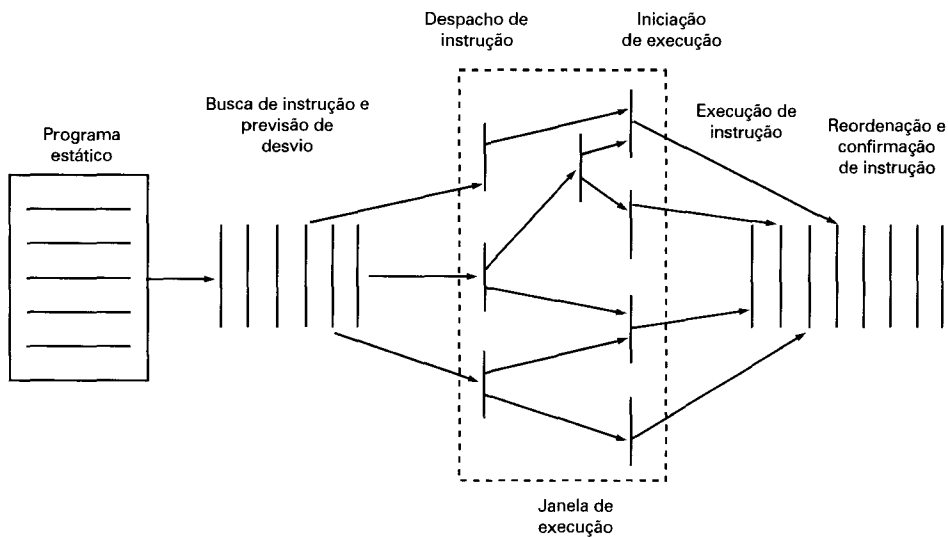 Despacho de
instrução
Iniciação
de execução
Busca de instrução e
previsão de
desvio
Execução de
instrução
Reordenação e
confirmação
de instrução
Programa
estático
Janela de
execução